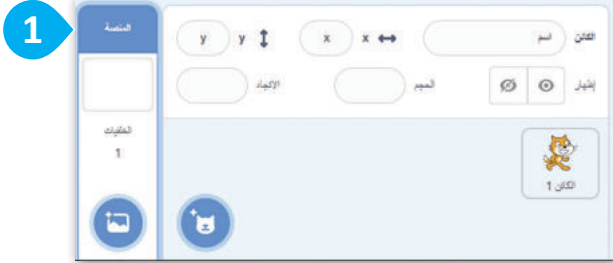 1
المنصة
الكائن اسم x x y y
إظهار الحجم الاتجاه
الخلفيات
1
الكائن 1